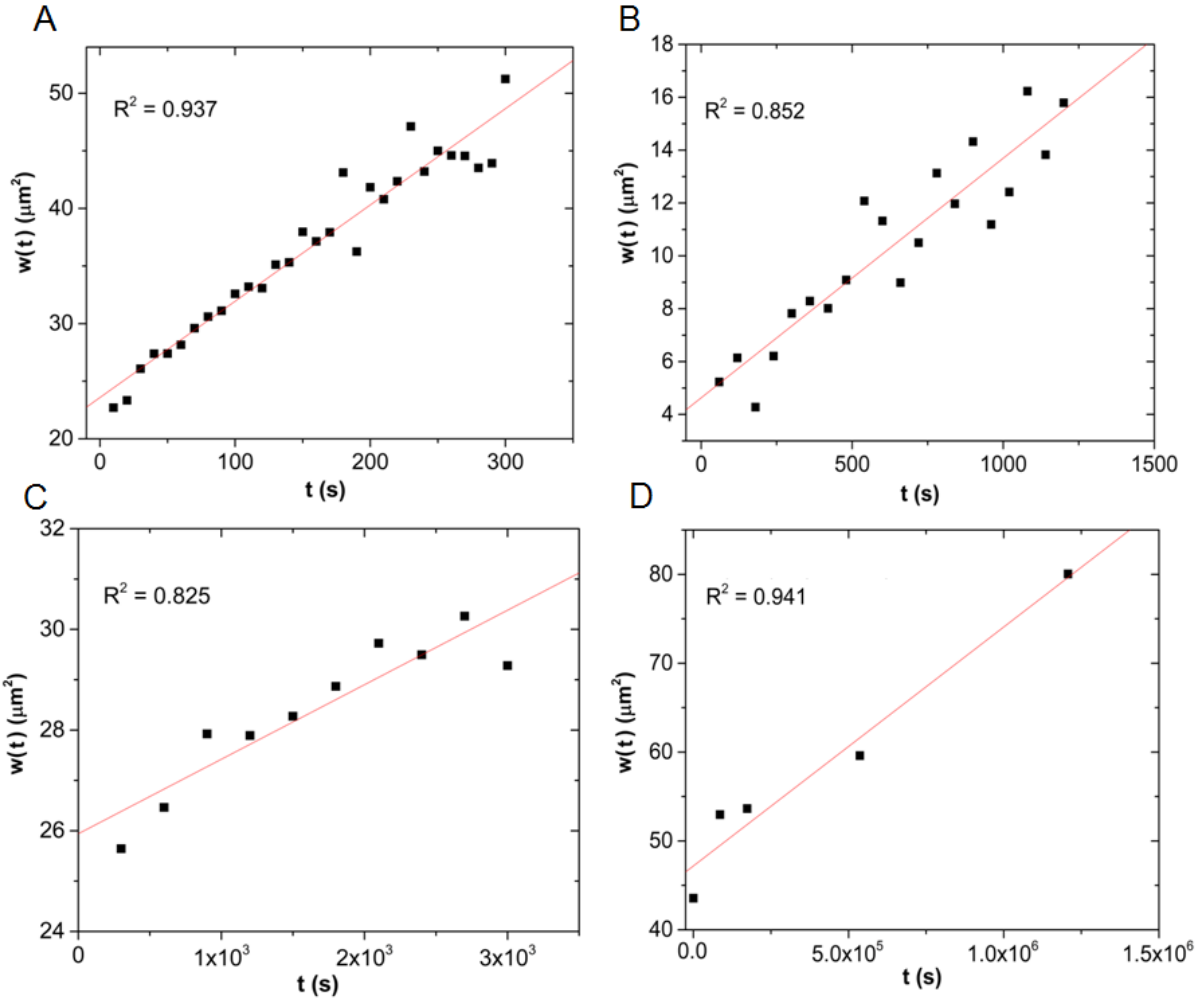 A
w(t) (μm²)
50
40
30
20
R² = 0.937
0
100
200
300
t (s)
B
w(t) (μm²)
18
16
14
12
10
8
6
4
R² = 0.852
0
500
1000
1500
t (s)
C
w(t) (μm²)
32
30
28
26
24
R² = 0.825
0
1x10³
2x10³
3x10³
t (s)
D
w(t) (μm²)
80
70
60
50
40
R² = 0.941
0.0
5.0x10⁵
1.0x10⁶
1.5x10⁶
t (s)